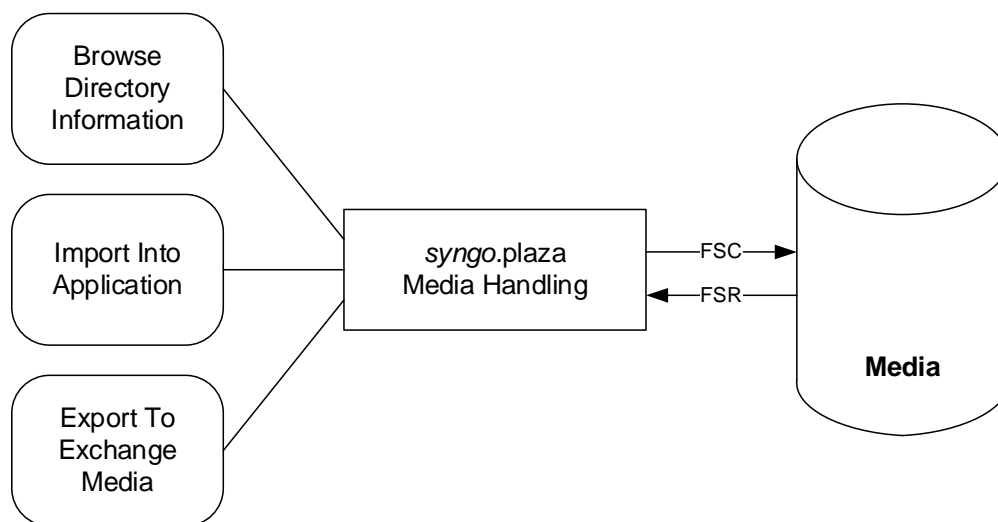 Browse
Directory
Information
Import Into
Application
Export To
Exchange
Media
syngo.plaza
Media Handling
FSC
FSR
Media